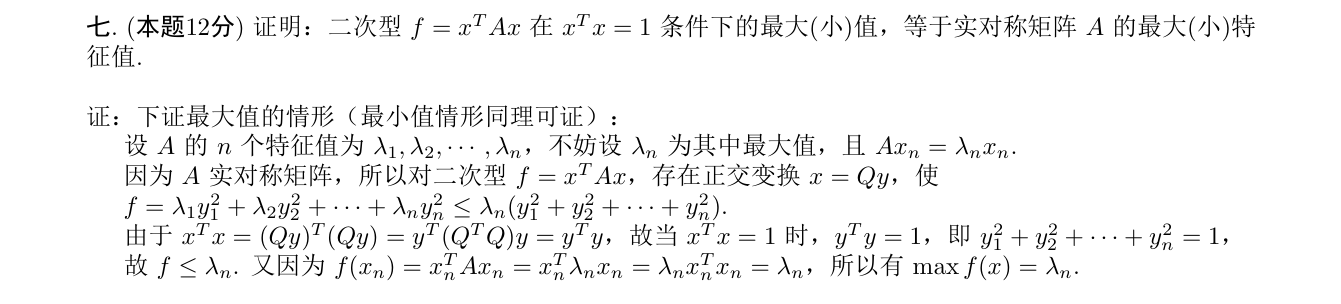 七. (本题12分) 证明：二次型 $f = x^T Ax$ 在 $x^T x = 1$ 条件下的最大(小)值，等于实对称矩阵 $A$ 的最大(小)特
征值.
证：下证最大值的情形（最小值情形同理可证）：
设 $A$ 的 $n$ 个特征值为 $\lambda_1, \lambda_2, \cdots, \lambda_n$，不妨设 $\lambda_n$ 为其中最大值，且 $Ax_n = \lambda_n x_n$.
因为 $A$ 实对称矩阵，所以对二次型 $f = x^T Ax$，存在正交变换 $x = Qy$，使
$f = \lambda_1 y_1^2 + \lambda_2 y_2^2 + \cdots + \lambda_n y_n^2 \leq \lambda_n (y_1^2 + y_2^2 + \cdots + y_n^2)$.
由于 $x^T x = (Qy)^T (Qy) = y^T (Q^T Q)y = y^T y$，故当 $x^T x = 1$ 时，$y^T y = 1$，即 $y_1^2 + y_2^2 + \cdots + y_n^2 = 1$，
故 $f \leq \lambda_n$. 又因为 $f(x_n) = x_n^T A x_n = x_n^T \lambda_n x_n = \lambda_n x_n^T x_n = \lambda_n$，所以有 $\max f(x) = \lambda_n$.